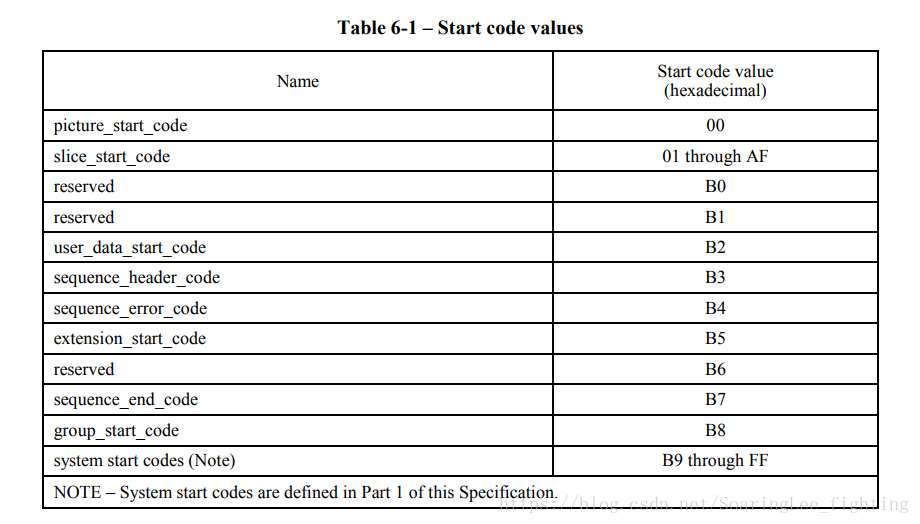 Table 6-1 – Start code values
Name
Start code value
(hexadecimal)
picture_start_code 00
slice_start_code 01 through AF
reserved B0
reserved B1
user_data_start_code B2
sequence_header_code B3
sequence_error_code B4
extension_start_code B5
reserved B6
sequence_end_code B7
group_start_code B8
system start codes (Note) B9 through FF
NOTE – System start codes are defined in Part 1 of this Specification.
https://blog.csdn.net/SoaringLee_fighting